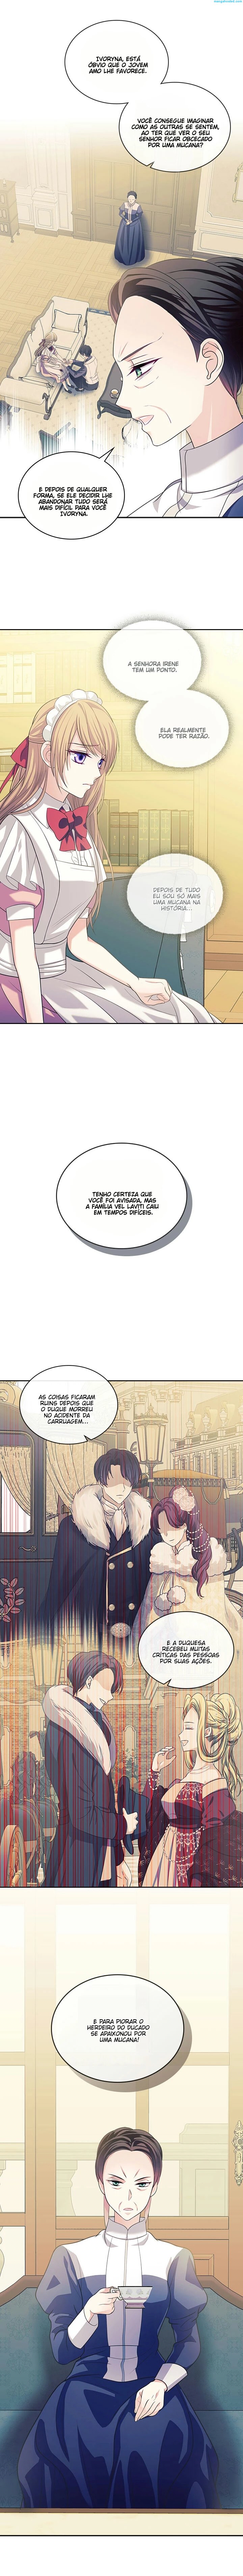 IVORYNA, ESTÁ
ÓBVIO QUE O JOVEM
AMO LHE FAVORECE.
VOCÊ CONSEGUE IMAGINAR
COMO AS OUTRAS SE SENTEM,
AO TER QUE VER O SEU
SENHOR FICAR OBCECADO
POR UMA MUCANA?
E DEPOIS DE QUALQUER
FORMA, SE ELE DECIDIR LHE
ABANDONAR TUDO SERÁ
MAIS DIFÍCIL PARA VOCÊ
IVORYNA.
A SENHORA IRENE
TEM UM PONTO.
ELA REALMENTE
PODE TER RAZÃO.
DEPOIS DE TUDO
EU SOU SÓ MAIS
UMA MUCANA NA
HISTÓRIA...
TENHO CERTEZA QUE
VOCÊ FOI AVISADA, MAS
A FAMÍLIA VEL LAVITI CAIU
EM TEMPOS DIFÍCEIS.
AS COISAS FICARAM
RUINS DEPOIS QUE
O DUQUE MORREU
NO ACIDENTE DA
CARRUAGEM...
E A DUQUESA
RECEBEU MUITAS
CRÍTICAS DAS PESSOAS
POR SUAS AÇÕES.
E PARA PIORAR O
HERDEIRO DO DUCADO
SE APAIXONOU POR
UMA MUCANA!